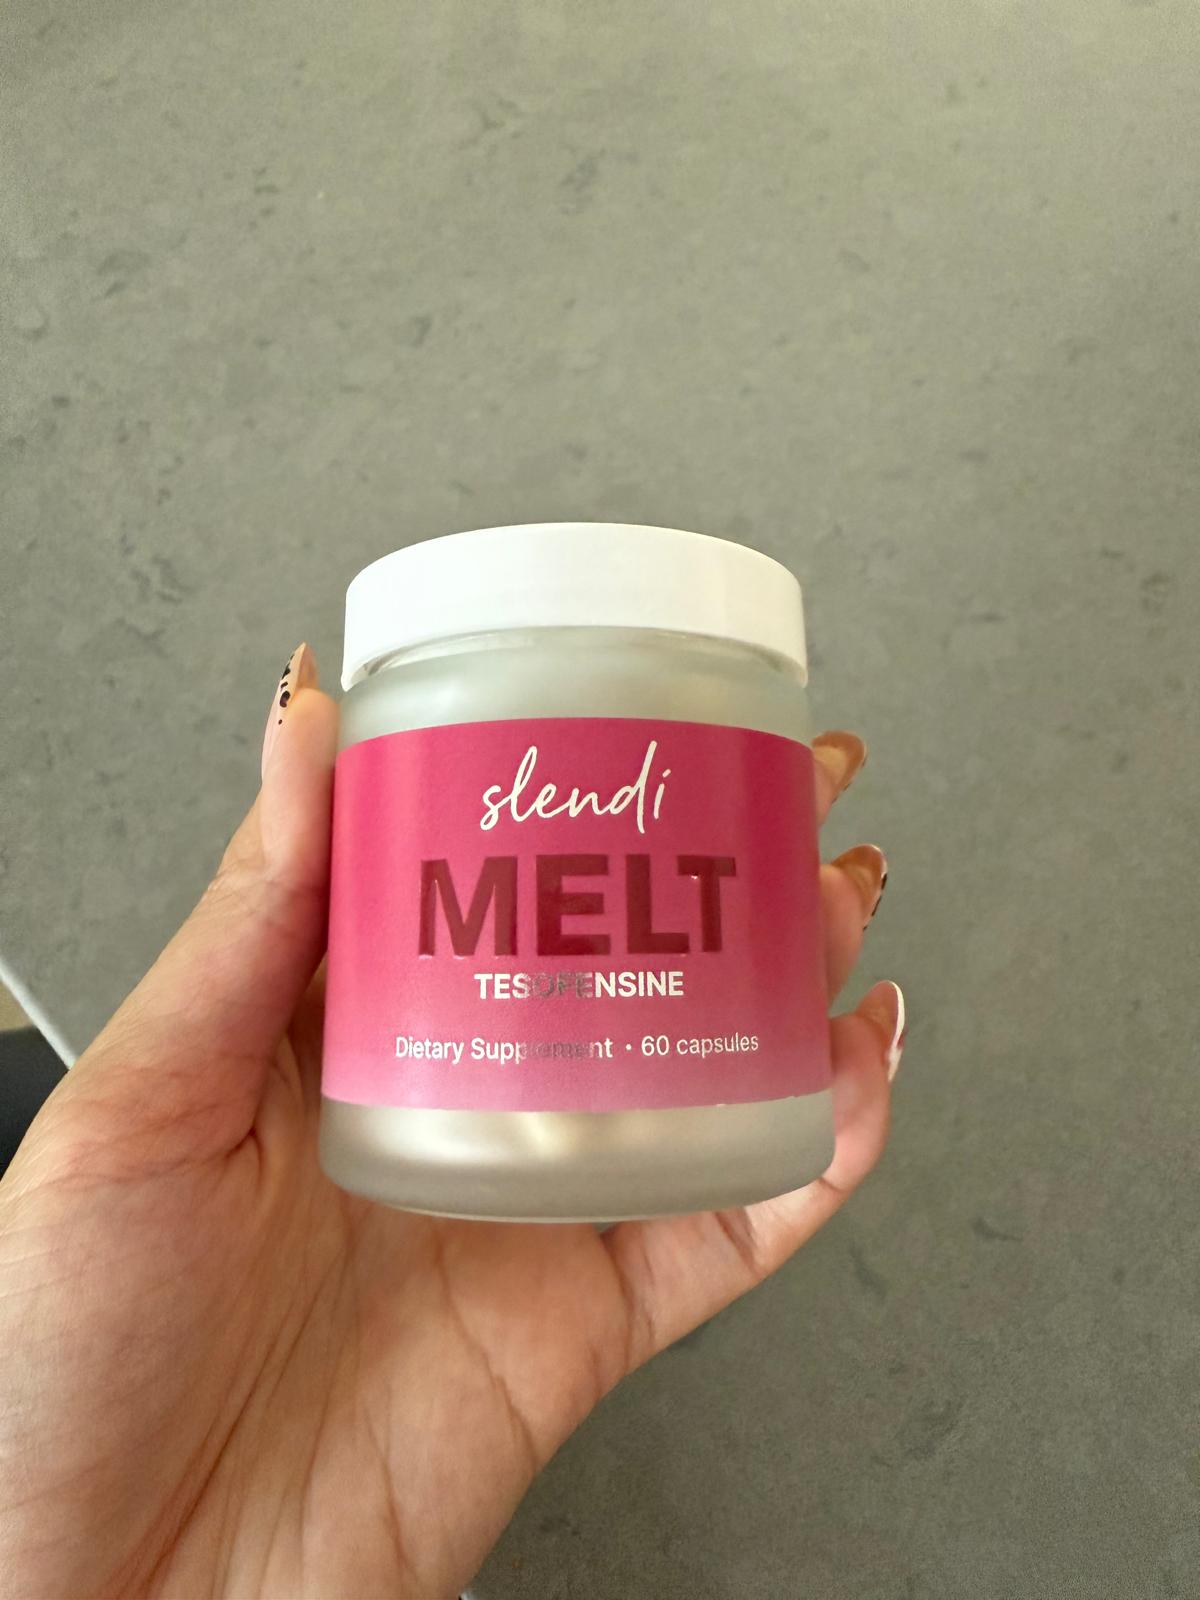 slendi
MELT
TESOFENSINE
Dietary Supplement • 60 capsules